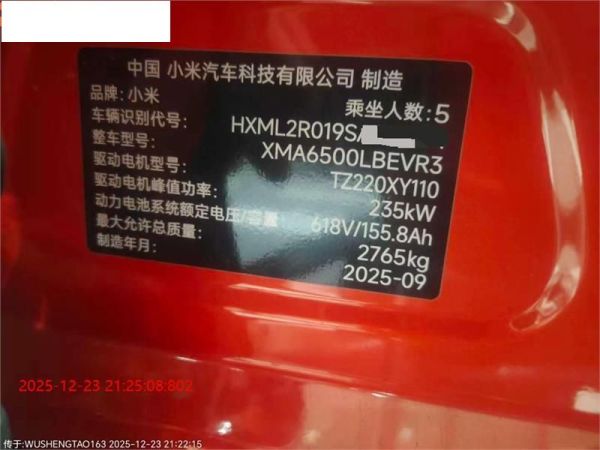 中国 小米汽车科技有限公司 制造
品牌:小米 乘坐人数:5
车辆识别代号: HXML2R019SA
整车型号: XMA6500LBEVR3
驱动电机型号: TZ220XY110
驱动电机峰值功率: 235kW
动力电池系统额定电压/容量: 618V/155.8Ah
最大允许总质量: 2765kg
制造年月: 2025-09
2025-12-23 21:25:08:802
传于:WUSHENGTAO163 2025-12-23 21:22:15